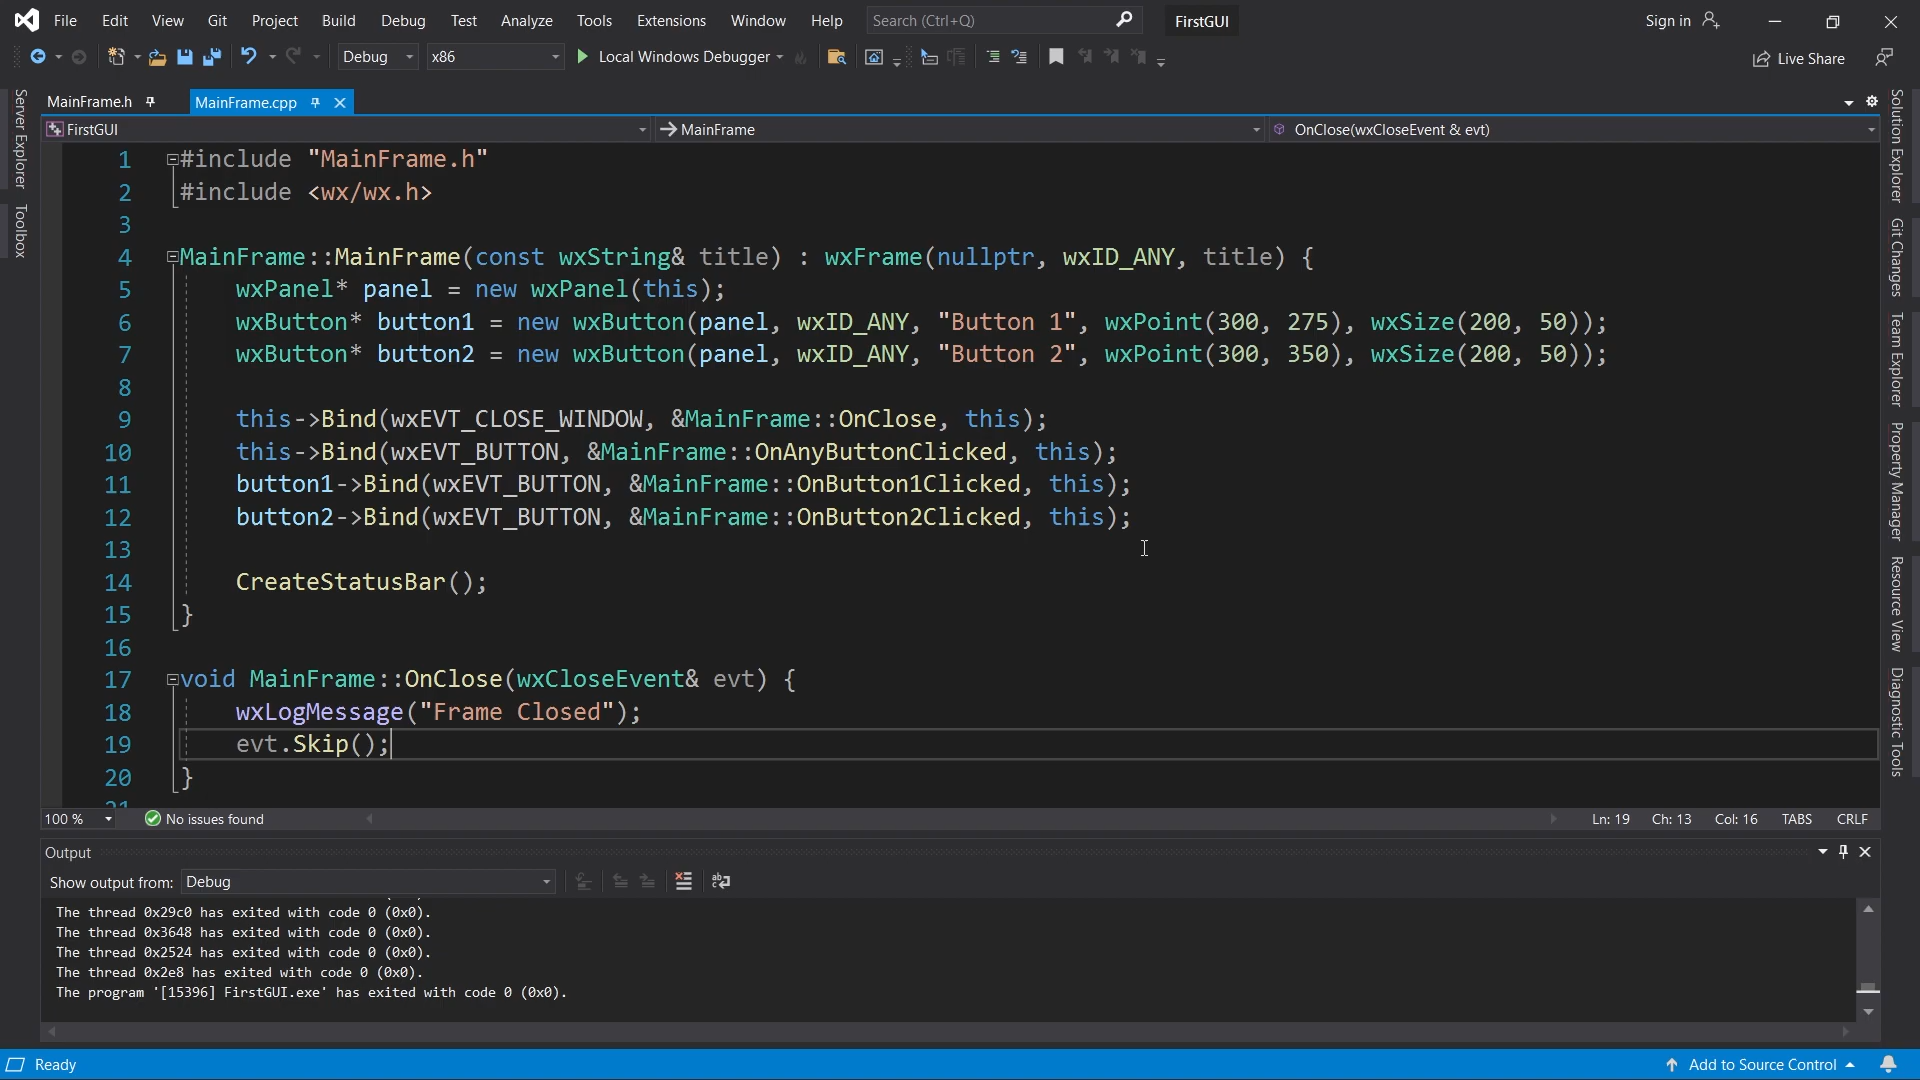 File Edit View Git Project Build Debug Test Analyze Tools Extensions Window Help Search (Ctrl+Q) FirstGUI Sign in
Debug x86 Local Windows Debugger Live Share
MainFrame.h MainFrame.cpp
FirstGUI MainFrame OnClose(wxCloseEvent & evt)
Server Explorer
Toolbox
1 #include "MainFrame.h"
2 #include <wx/wx.h>
3
4 MainFrame::MainFrame(const wxString& title) : wxFrame(nullptr, wxID_ANY, title) {
5 wxPanel* panel = new wxPanel(this);
6 wxButton* button1 = new wxButton(panel, wxID_ANY, "Button 1", wxPoint(300, 275), wxSize(200, 50));
7 wxButton* button2 = new wxButton(panel, wxID_ANY, "Button 2", wxPoint(300, 350), wxSize(200, 50));
8
9 this->Bind(wxEVT_CLOSE_WINDOW, &MainFrame::OnClose, this);
10 this->Bind(wxEVT_BUTTON, &MainFrame::OnAnyButtonClicked, this);
11 button1->Bind(wxEVT_BUTTON, &MainFrame::OnButton1Clicked, this);
12 button2->Bind(wxEVT_BUTTON, &MainFrame::OnButton2Clicked, this);
13
14 CreateStatusBar();
15 }
16
17 void MainFrame::OnClose(wxCloseEvent& evt) {
18 wxLogMessage("Frame Closed");
19 evt.Skip();
20 }
21
Solution Explorer
Git Changes
Team Explorer
Property Manager
Resource View
Diagnostic Tools
100 % No issues found Ln: 19 Ch: 13 Col: 16 TABS CRLF
Output
Show output from: Debug
The thread 0x29c0 has exited with code 0 (0x0).
The thread 0x3648 has exited with code 0 (0x0).
The thread 0x2524 has exited with code 0 (0x0).
The thread 0x2e8 has exited with code 0 (0x0).
The program '[15396] FirstGUI.exe' has exited with code 0 (0x0).
Ready Add to Source Control